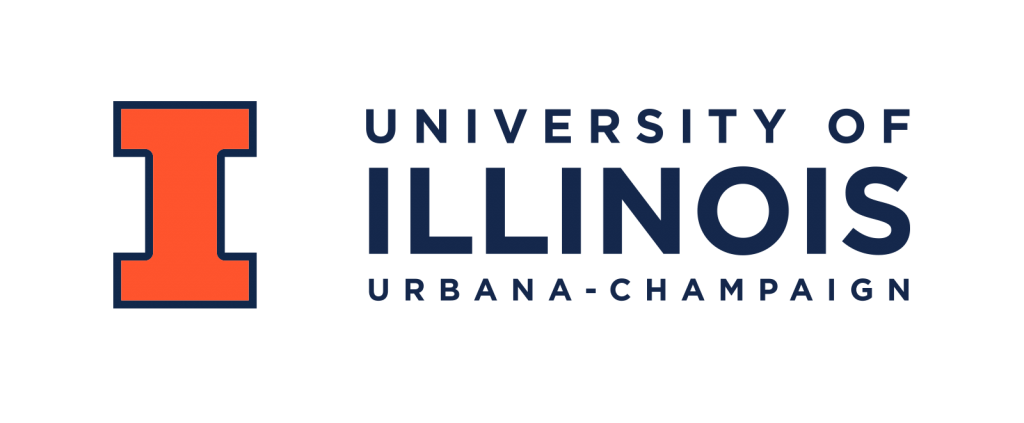 I
UNIVERSITY OF
ILLINOIS
URBANA-CHAMPAIGN